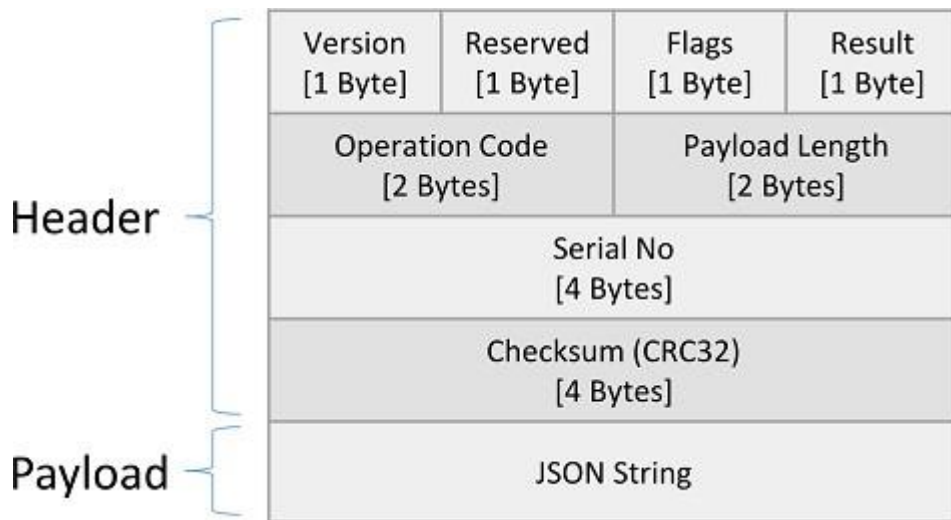 Version
[1 Byte]
Reserved
[1 Byte]
Flags
[1 Byte]
Result
[1 Byte]
Operation Code
[2 Bytes]
Payload Length
[2 Bytes]
Header
Serial No
[4 Bytes]
Checksum (CRC32)
[4 Bytes]
Payload
JSON String